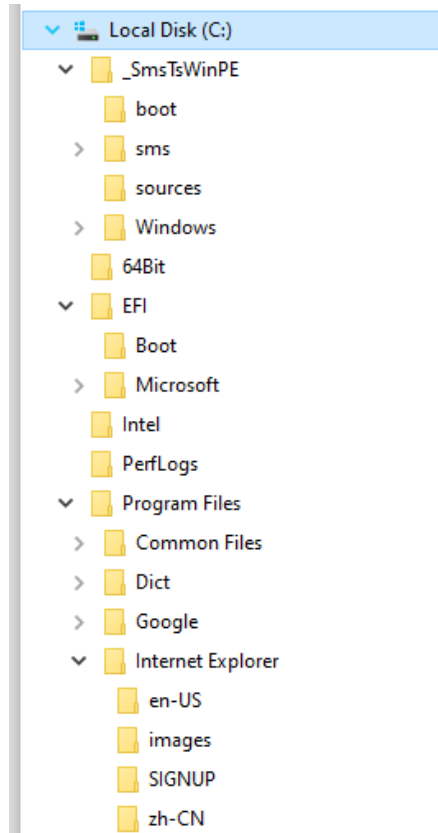 Local Disk (C:)
_SmsTsWinPE
boot
sms
sources
Windows
64Bit
EFI
Boot
Microsoft
Intel
PerfLogs
Program Files
Common Files
Dict
Google
Internet Explorer
en-US
images
SIGNUP
zh-CN